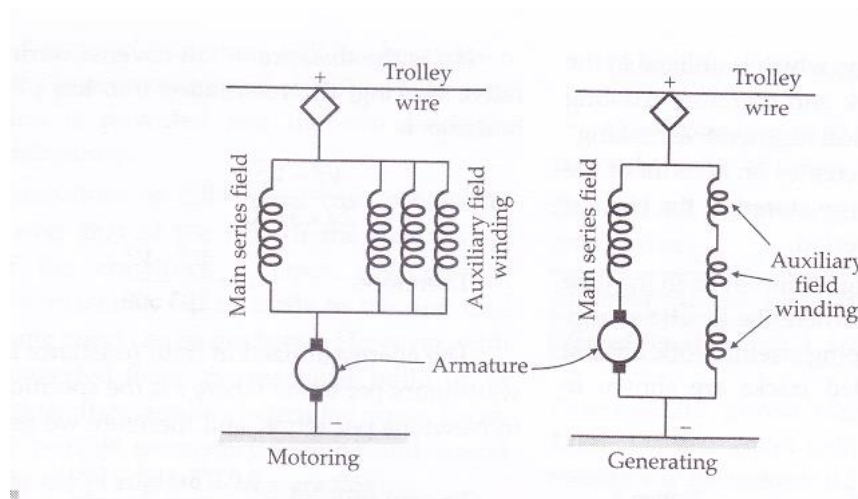 +
Trolley
wire
Main series field
Auxiliary field
winding
Motoring
Armature
+
Trolley
wire
Main series field
Auxiliary
field
winding
−
Generating